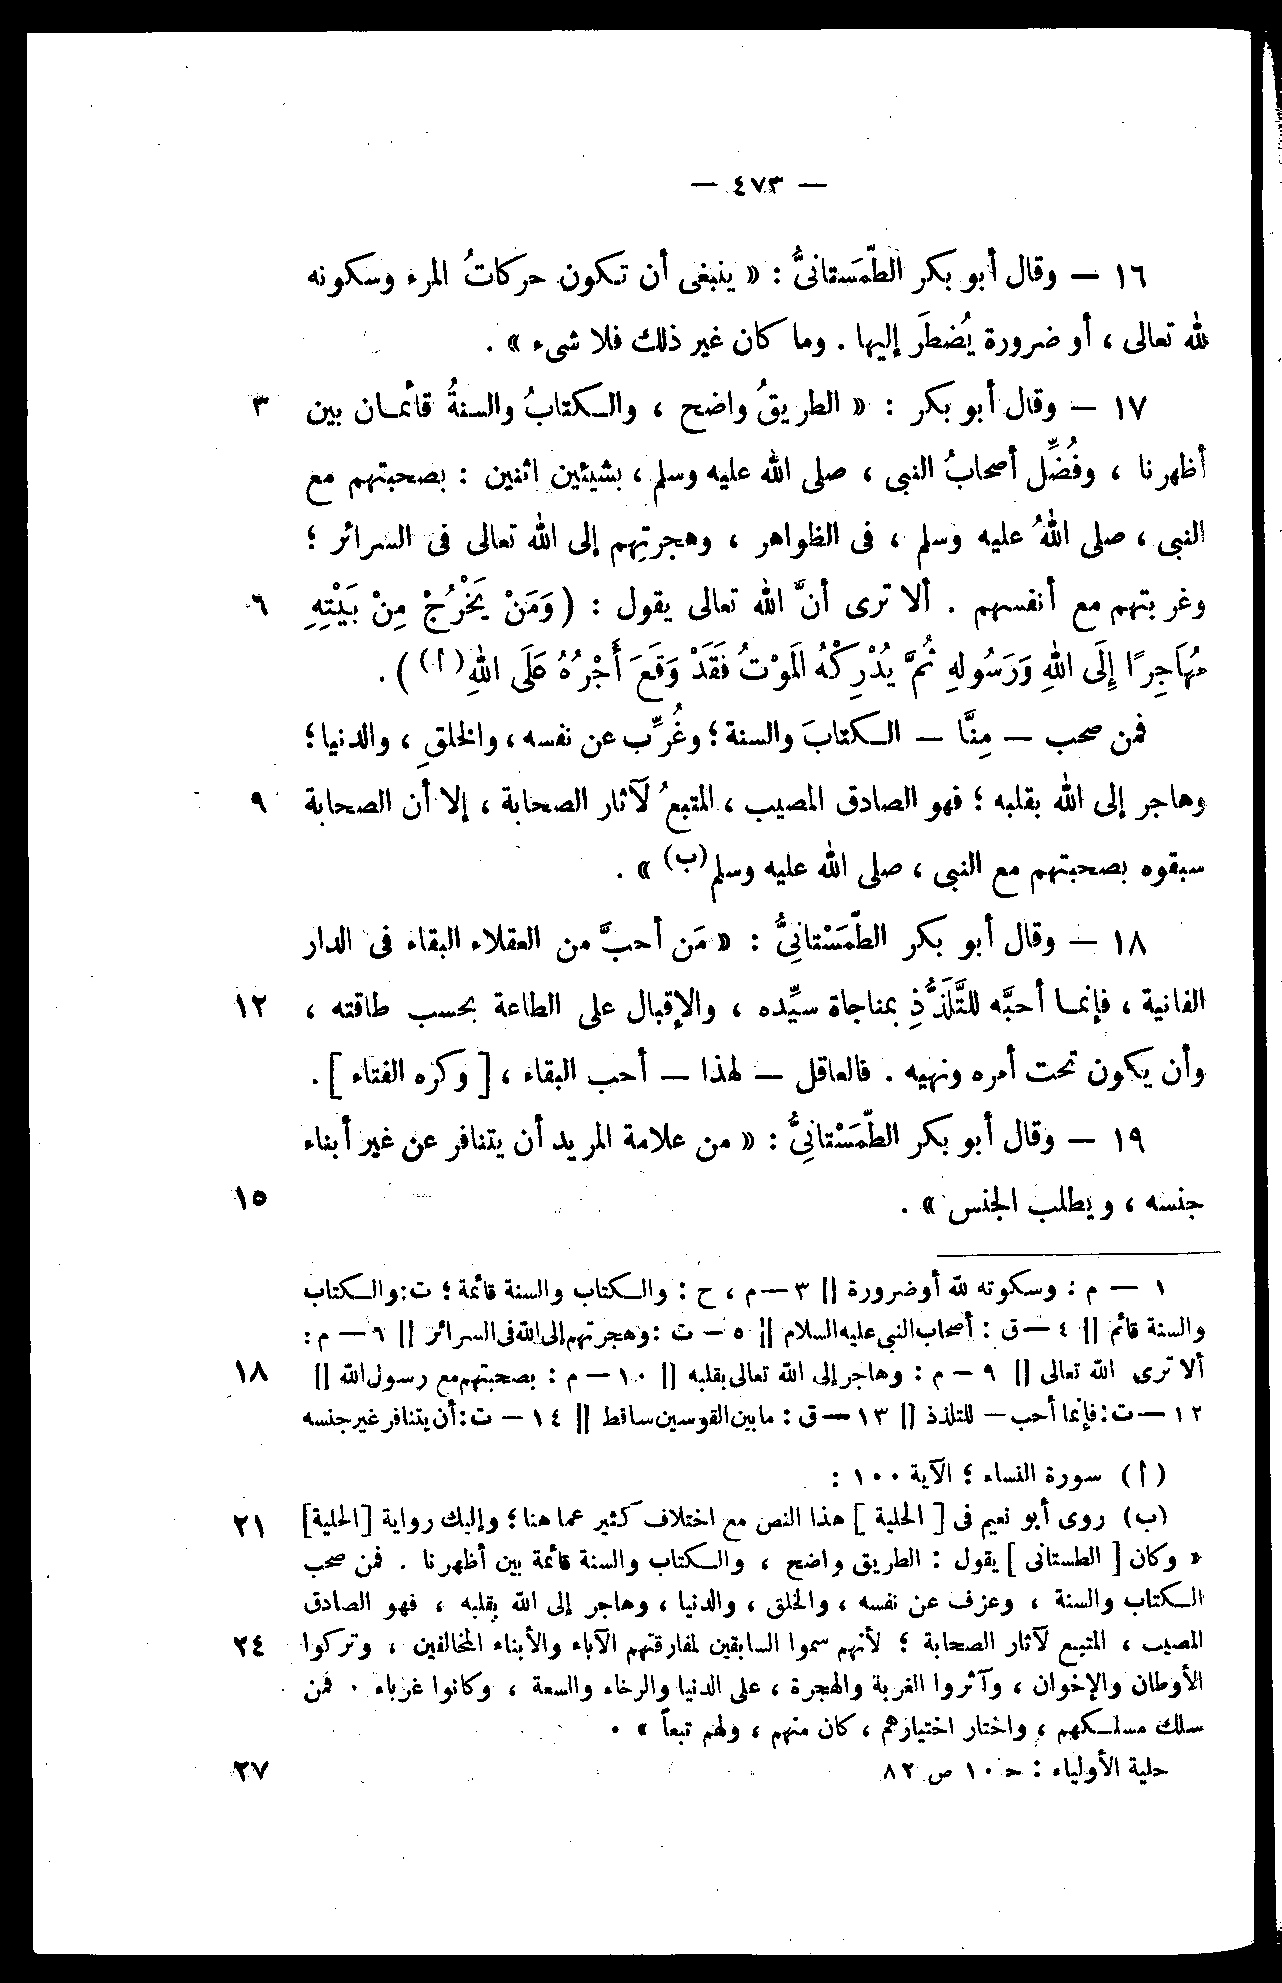 — ٤٧٣ —
١٦ — وقال أبو بكر الطَّمَستانىُّ : « ينبغى أن تكون حركاتُ المرء وسكونه
لله تعالى ، أو ضرورة يُضطَر إليها . وما كان غير ذلك فلا شىء » .
١٧ — وقال أبو بكر : « الطريقُ واضح ، والكتابُ والسنةُ قائمان بين ٣
أظهرنا ، وفُضِّل أصحابُ النبى ، صلى الله عليه وسلم ، بشيئين اثنين : بصحبتهم مع
النبى ، صلى اللهُ عليه وسلم ، فى الظواهر ، وهجرتِهم إلى الله تعالى فى السرائر ؛
وغربتهم مع أنفسهم . ألا ترى أنَّ الله تعالى يقول : ( وَمَنْ يَخْرُجْ مِنْ بَيْتِهِ ٦
مُهَاجِرًا إِلَى اللهِ وَرَسُولِهِ ثُمَّ يُدْرِكْهُ الَمَوْتُ فَقَدْ وَقَعَ أَجْرُهُ عَلَى اللهِ(أ) ) .
فمن صحب — مِنَّا — الكتابَ والسنة ؛ وغُرِّب عن نفسه ، والخلقِ ، والدنيا ؛
وهاجر إلى الله بقلبه ؛ فهو الصادق المصيب ، المتبعُ لآثار الصحابة ، إلا أن الصحابة ٩
سبقوه بصحبتهم مع النبى ، صلى الله عليه وسلم(ب) » .
١٨ — وقال أبو بكر الطَّمَسْتانِىُّ : « مَن أحبَّ من العقلاء البقاء فى الدار
الفانية ، فإنما أحبَّه للتَّلَذُّذِ بمناجاة سيِّده ، والإقبال على الطاعة بحسب طاقته ، ١٢
وأن يكون تحت أمره ونهيه . فالعاقل — لهذا — أحب البقاء ، [ وكره الفناء ] .
١٩ — وقال أبو بكر الطَّمَسْتانِىُّ : « من علامة المريد أن يتنافر عن غير أبناء
جنسه ، ويطلب الجنس » . ١٥
١ — م : وسكوته لله أو ضرورة || ٣ — م ، ح : والكتاب والسنة قائمة ؛ ت : والكتاب
والسنة قائم || ٤ — ق : أصحاب النبى عليه السلام || ٥ — ت : وهجرتهم إلى الله فى السرائر || ٦ — م :
ألا ترى الله تعالى || ٩ — م : وهاجر إلى الله تعالى بقلبه || ١٠ — م : بصحبتهم مع رسول الله || ١٨
١٢ — ت : فإنما أحب — للتلذذ || ١٣ — ق : ما بين القوسين ساقط || ١٤ — ت : أن يتنافر غير جنسه
(أ) سورة النساء ؛ الآية ١٠٠ :
(ب) روى أبو نعيم فى [ الحلية ] هذا النص مع اختلاف كثير عما هنا ؛ وإليك رواية [الحلية] ٢١
« وكان [ الطستانى ] يقول : الطريق واضح ، والكتاب والسنة قائمة بين أظهرنا . فمن صحب
الكتاب والسنة ، وعزف عن نفسه ، والخلق ، والدنيا ، وهاجر إلى الله بقلبه ، فهو الصادق
المصيب ، المتبع لآثار الصحابة ؛ لأنهم سموا السابقين لمفارقتهم الآباء والأبناء المخالفين ، وتركوا ٢٤
الأوطان والإخوان ، وآثروا الغربة والهجرة ، على الدنيا والرخاء والسعة ، وكانوا غرباء . فمن
سلك مسلكهم ، واختار اختيارهم ، كان منهم ، ولهم تبعاً » .
حلية الأولياء : ح ١٠ ص ٨٢ ٢٧